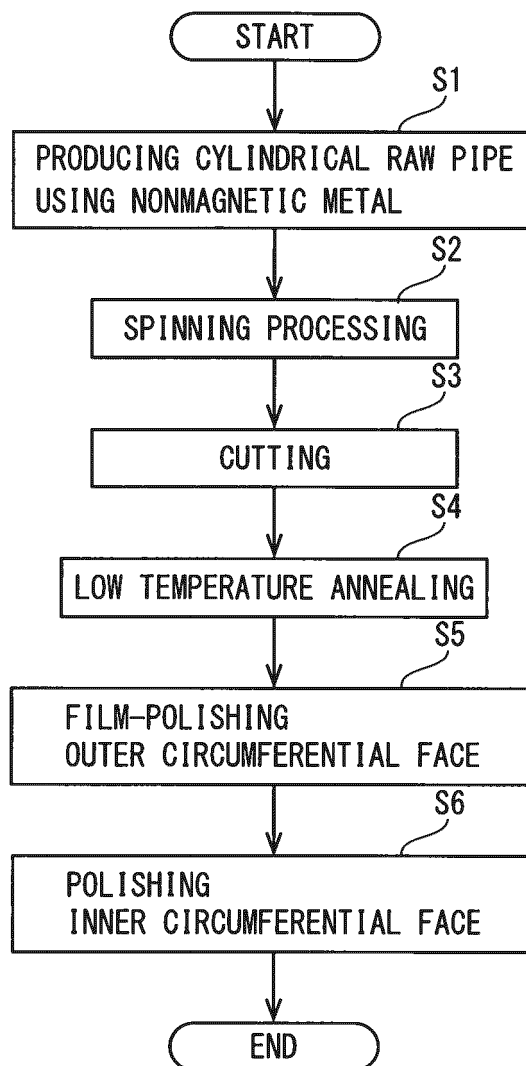 START
S1
PRODUCING CYLINDRICAL RAW PIPE
USING NONMAGNETIC METAL
S2
SPINNING PROCESSING
S3
CUTTING
S4
LOW TEMPERATURE ANNEALING
S5
FILM-POLISHING
OUTER CIRCUMFERENTIAL FACE
S6
POLISHING
INNER CIRCUMFERENTIAL FACE
END